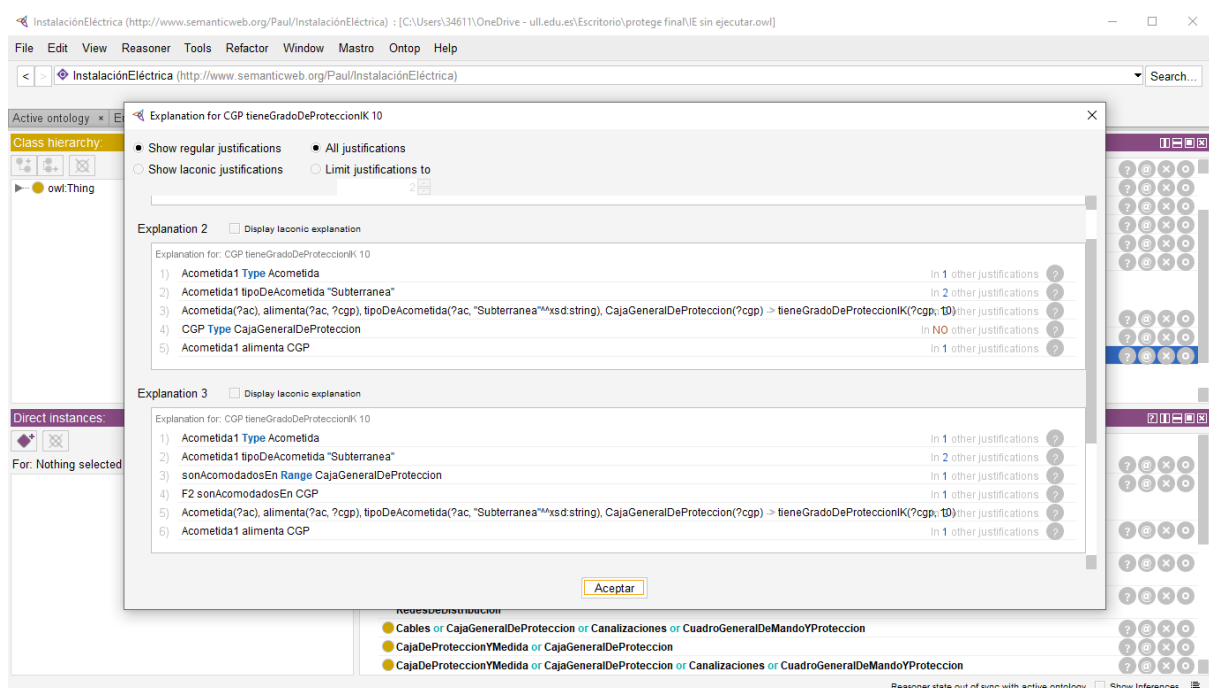 InstalaciónEléctrica (http://www.semanticweb.org/Paul/InstalaciónEléctrica) : [C:\Users\34611\OneDrive - ull.edu.es\Escritorio\protege final\IE sin ejecutar.owl]
File Edit View Reasoner Tools Refactor Window Mastro Ontop Help
InstalaciónEléctrica (http://www.semanticweb.org/Paul/InstalaciónEléctrica) Search...
Active ontology × Explanation for CGP tieneGradoDeProteccionIK 10
Class hierarchy:
Show regular justifications All justifications
Show laconic justifications Limit justifications to
2
owl:Thing
Explanation 2 Display laconic explanation
Explanation for: CGP tieneGradoDeProteccionIK 10
1) Acometida1 Type Acometida In 1 other justifications
2) Acometida1 tipoDeAcometida "Subterranea" In 2 other justifications
3) Acometida(?ac), alimenta(?ac, ?cgp), tipoDeAcometida(?ac, "Subterranea"^^xsd:string), CajaGeneralDeProteccion(?cgp) -> tieneGradoDeProteccionIK(?cgp, 10) other justifications
4) CGP Type CajaGeneralDeProteccion In NO other justifications
5) Acometida1 alimenta CGP In 1 other justifications
Explanation 3 Display laconic explanation
Explanation for: CGP tieneGradoDeProteccionIK 10
1) Acometida1 Type Acometida In 1 other justifications
2) Acometida1 tipoDeAcometida "Subterranea" In 2 other justifications
3) sonAcomodadosEn Range CajaGeneralDeProteccion In 1 other justifications
4) F2 sonAcomodadosEn CGP In 1 other justifications
5) Acometida(?ac), alimenta(?ac, ?cgp), tipoDeAcometida(?ac, "Subterranea"^^xsd:string), CajaGeneralDeProteccion(?cgp) -> tieneGradoDeProteccionIK(?cgp, 10) other justifications
6) Acometida1 alimenta CGP In 1 other justifications
Direct instances:
For: Nothing selected
Aceptar
RedesDeDistribucion
Cables or CajaGeneralDeProteccion or Canalizaciones or CuadroGeneralDeMandoYProteccion
CajaDeProteccionYMedida or CajaGeneralDeProteccion
CajaDeProteccionYMedida or CajaGeneralDeProteccion or Canalizaciones or CuadroGeneralDeMandoYProteccion
Reasoner state out of sync with active ontology Show Inferences